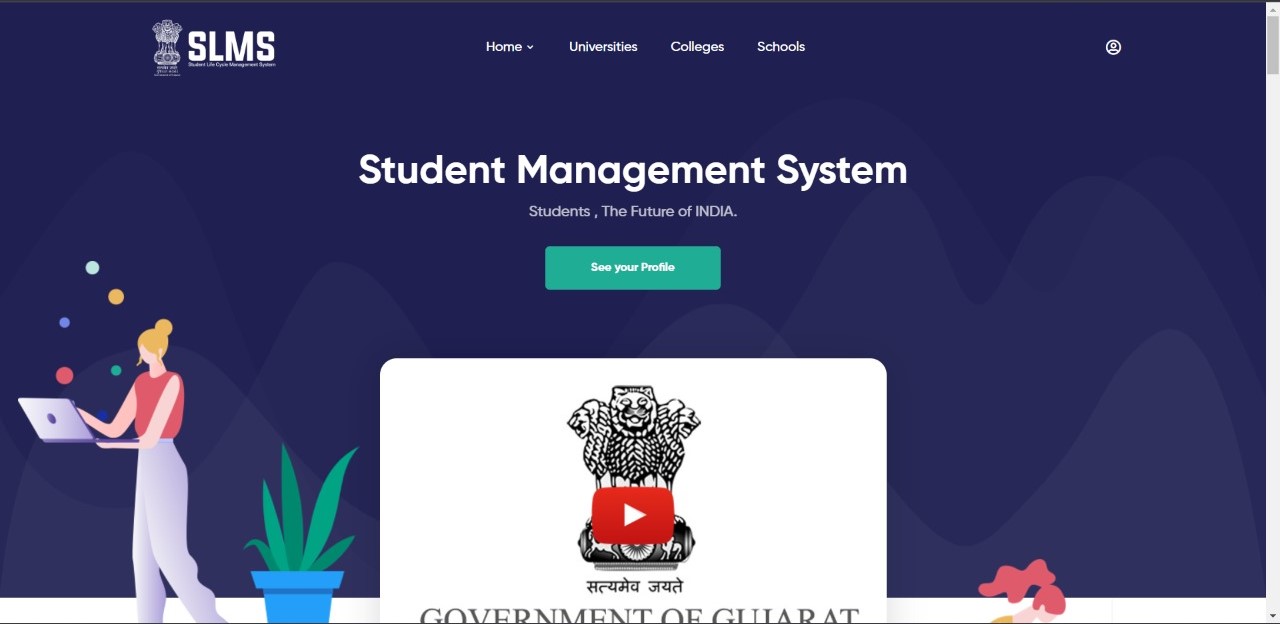 SLMS
Student Life Cycle Management System
Home
Universities
Colleges
Schools
Student Management System
Students , The Future of INDIA.
See your Profile
सत्यमेव जयते
GOVERNMENT OF GUJARAT